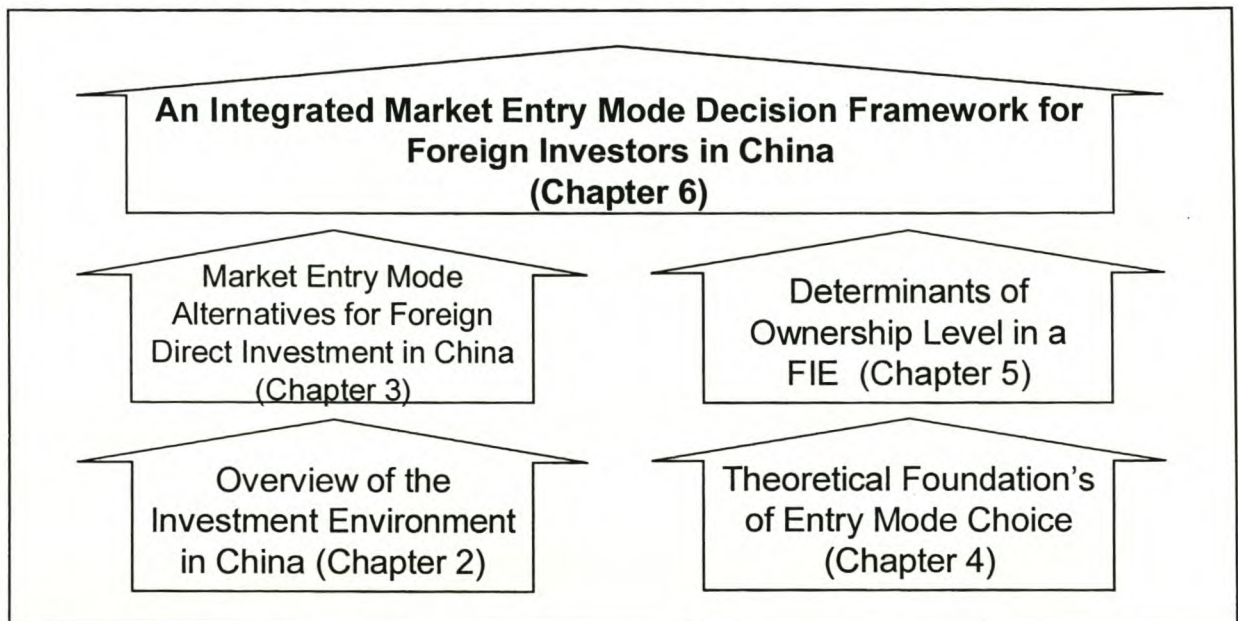 An Integrated Market Entry Mode Decision Framework for
Foreign Investors in China
(Chapter 6)
Market Entry Mode
Alternatives for Foreign
Direct Investment in China
(Chapter 3)
Determinants of
Ownership Level in a
FIE (Chapter 5)
Overview of the
Investment Environment
in China (Chapter 2)
Theoretical Foundation's
of Entry Mode Choice
(Chapter 4)